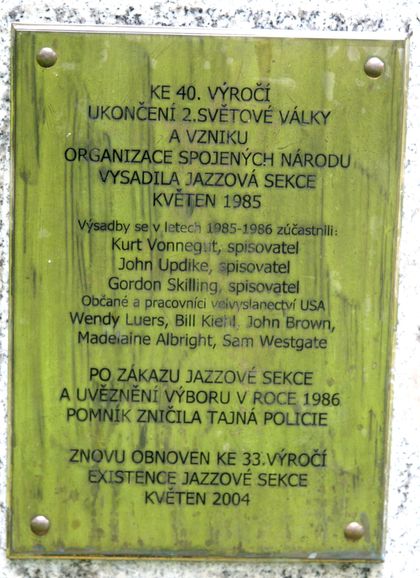 KE 40. VÝROČÍ
UKONČENÍ 2.SVĚTOVÉ VÁLKY
A VZNIKU
ORGANIZACE SPOJENÝCH NÁRODU
VYSADILA JAZZOVÁ SEKCE
KVĚTEN 1985
Výsadby se v letech 1985-1986 zúčastnili:
Kurt Vonnegut, spisovatel
John Updike, spisovatel
Gordon Skilling, spisovatel
Občané a pracovníci velvyslanectví USA
Wendy Luers, Bill Kiehl, John Brown,
Madelaine Albright, Sam Westgate
PO ZÁKAZU JAZZOVÉ SEKCE
A UVĚZNĚNÍ VÝBORU V ROCE 1986
POMNÍK ZNIČILA TAJNÁ POLICIE
ZNOVU OBNOVEN KE 33.VÝROČÍ
EXISTENCE JAZZOVÉ SEKCE
KVĚTEN 2004